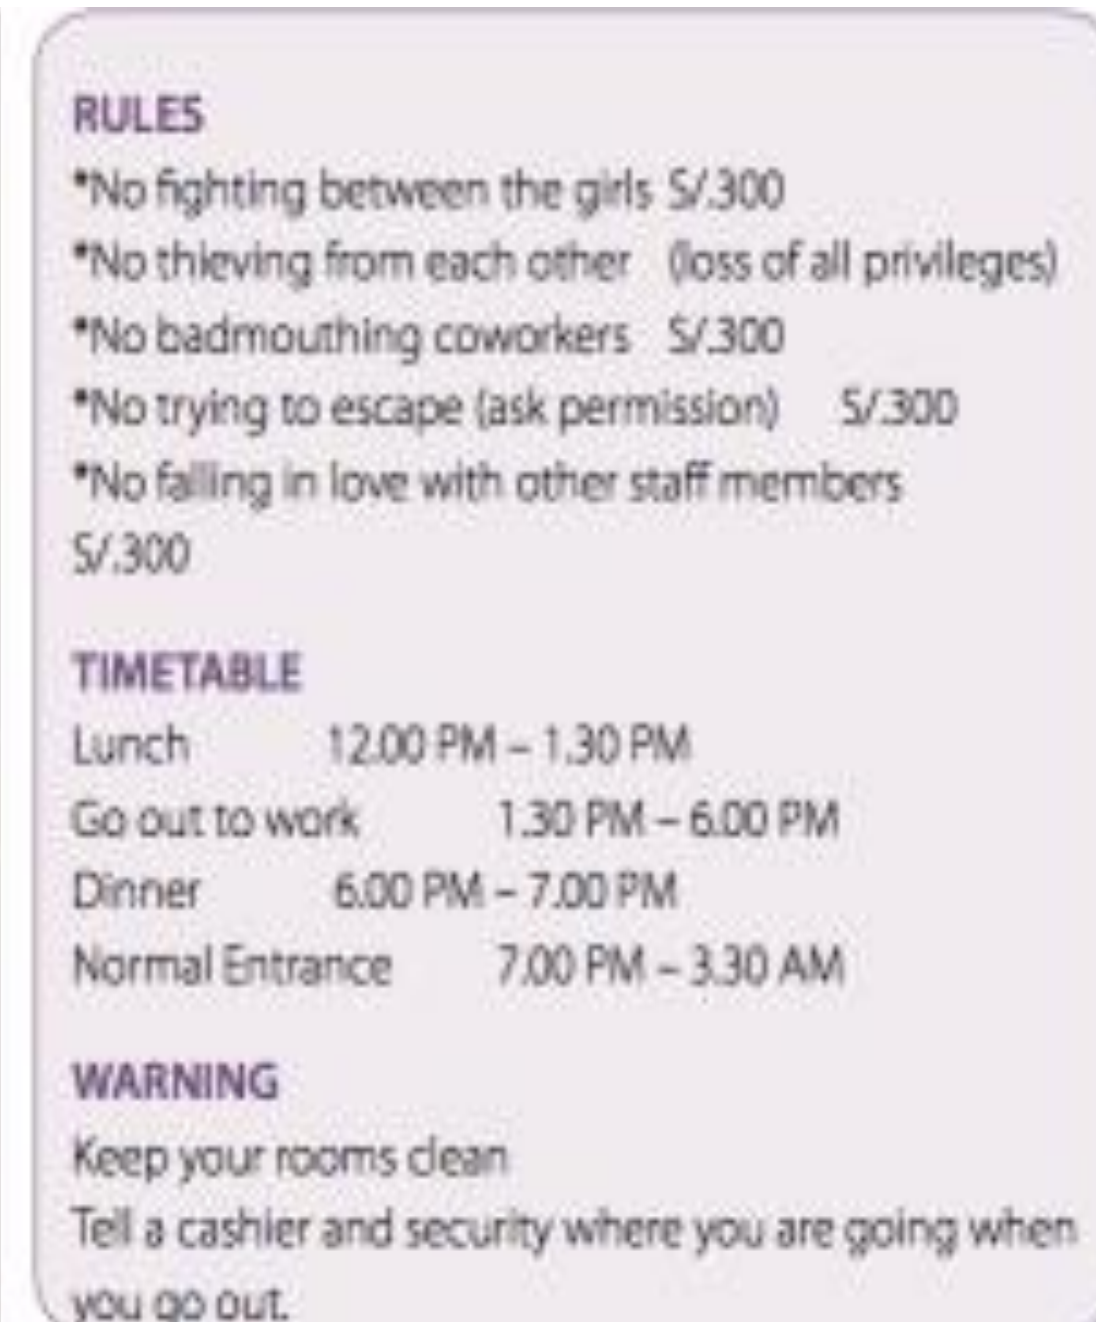 RULES
*No fighting between the girls S/.300
*No thieving from each other (loss of all privileges)
*No badmouthing coworkers S/.300
*No trying to escape (ask permission) S/.300
*No falling in love with other staff members
S/.300
TIMETABLE
Lunch 12.00 PM – 1.30 PM
Go out to work 1.30 PM – 6.00 PM
Dinner 6.00 PM – 7.00 PM
Normal Entrance 7.00 PM – 3.30 AM
WARNING
Keep your rooms clean
Tell a cashier and security where you are going when
you go out.